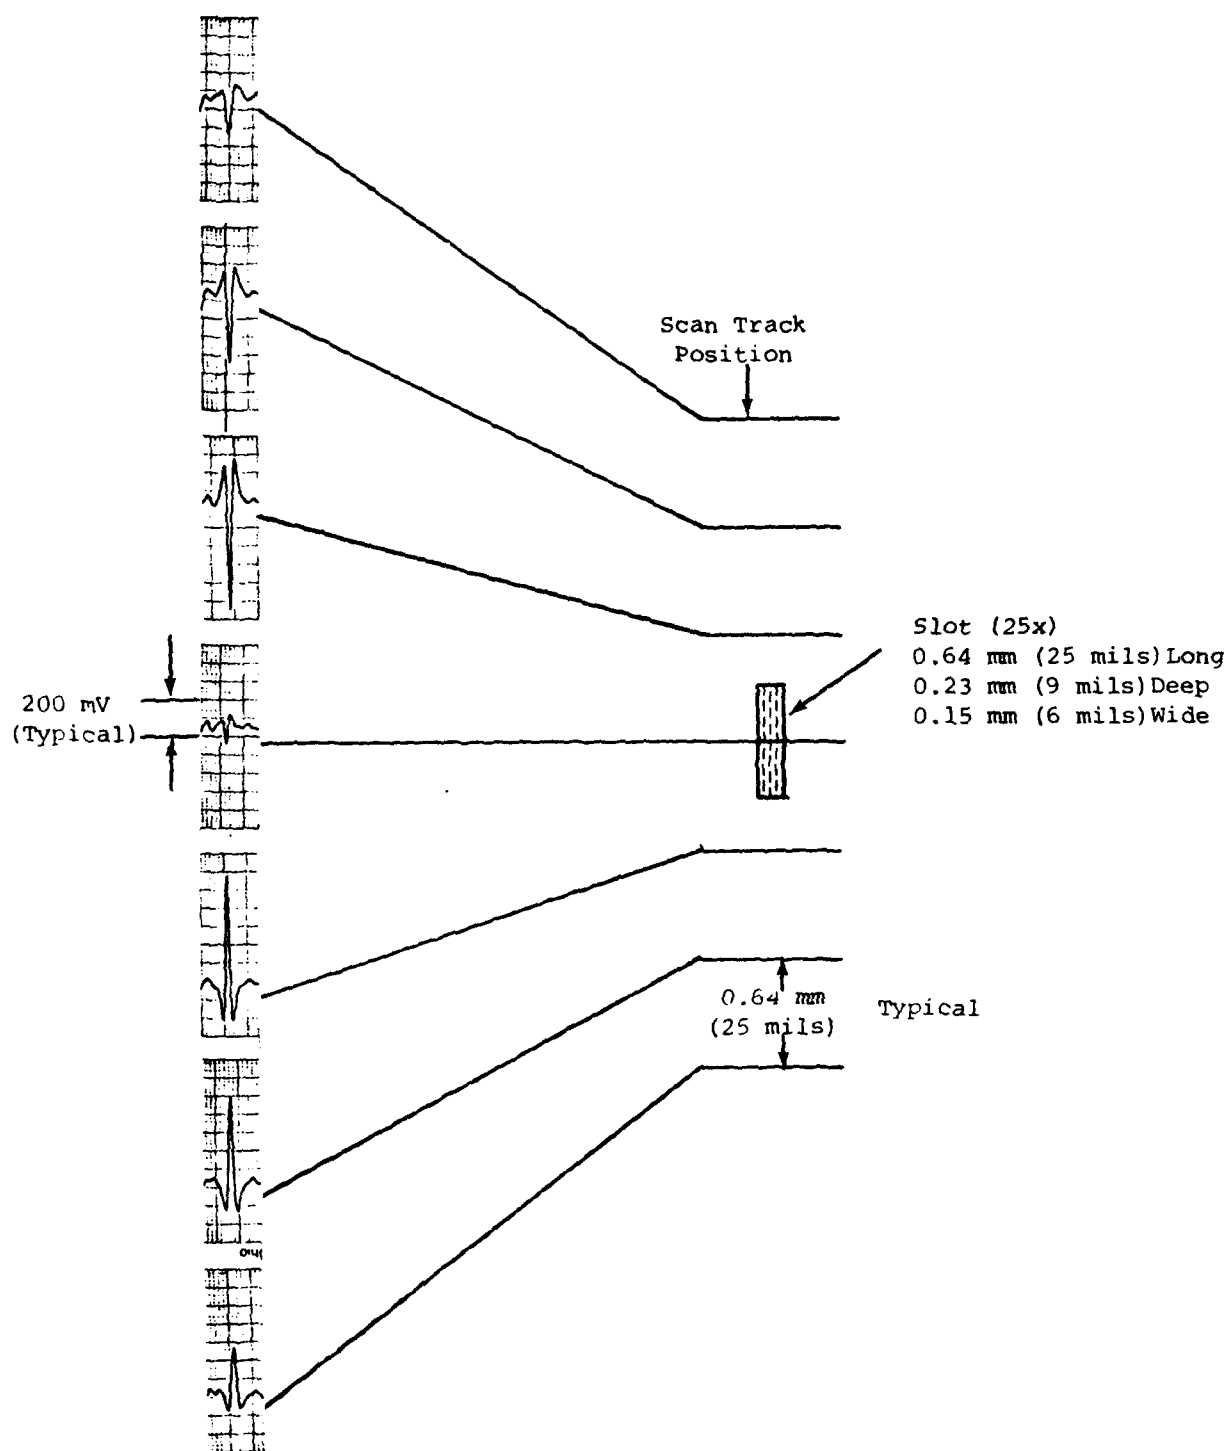 Scan Track
Position
Slot (25x)
0.64 mm (25 mils)Long
0.23 mm (9 mils)Deep
0.15 mm (6 mils)Wide
200 mV
(Typical)
0.64 mm
(25 mils)
Typical